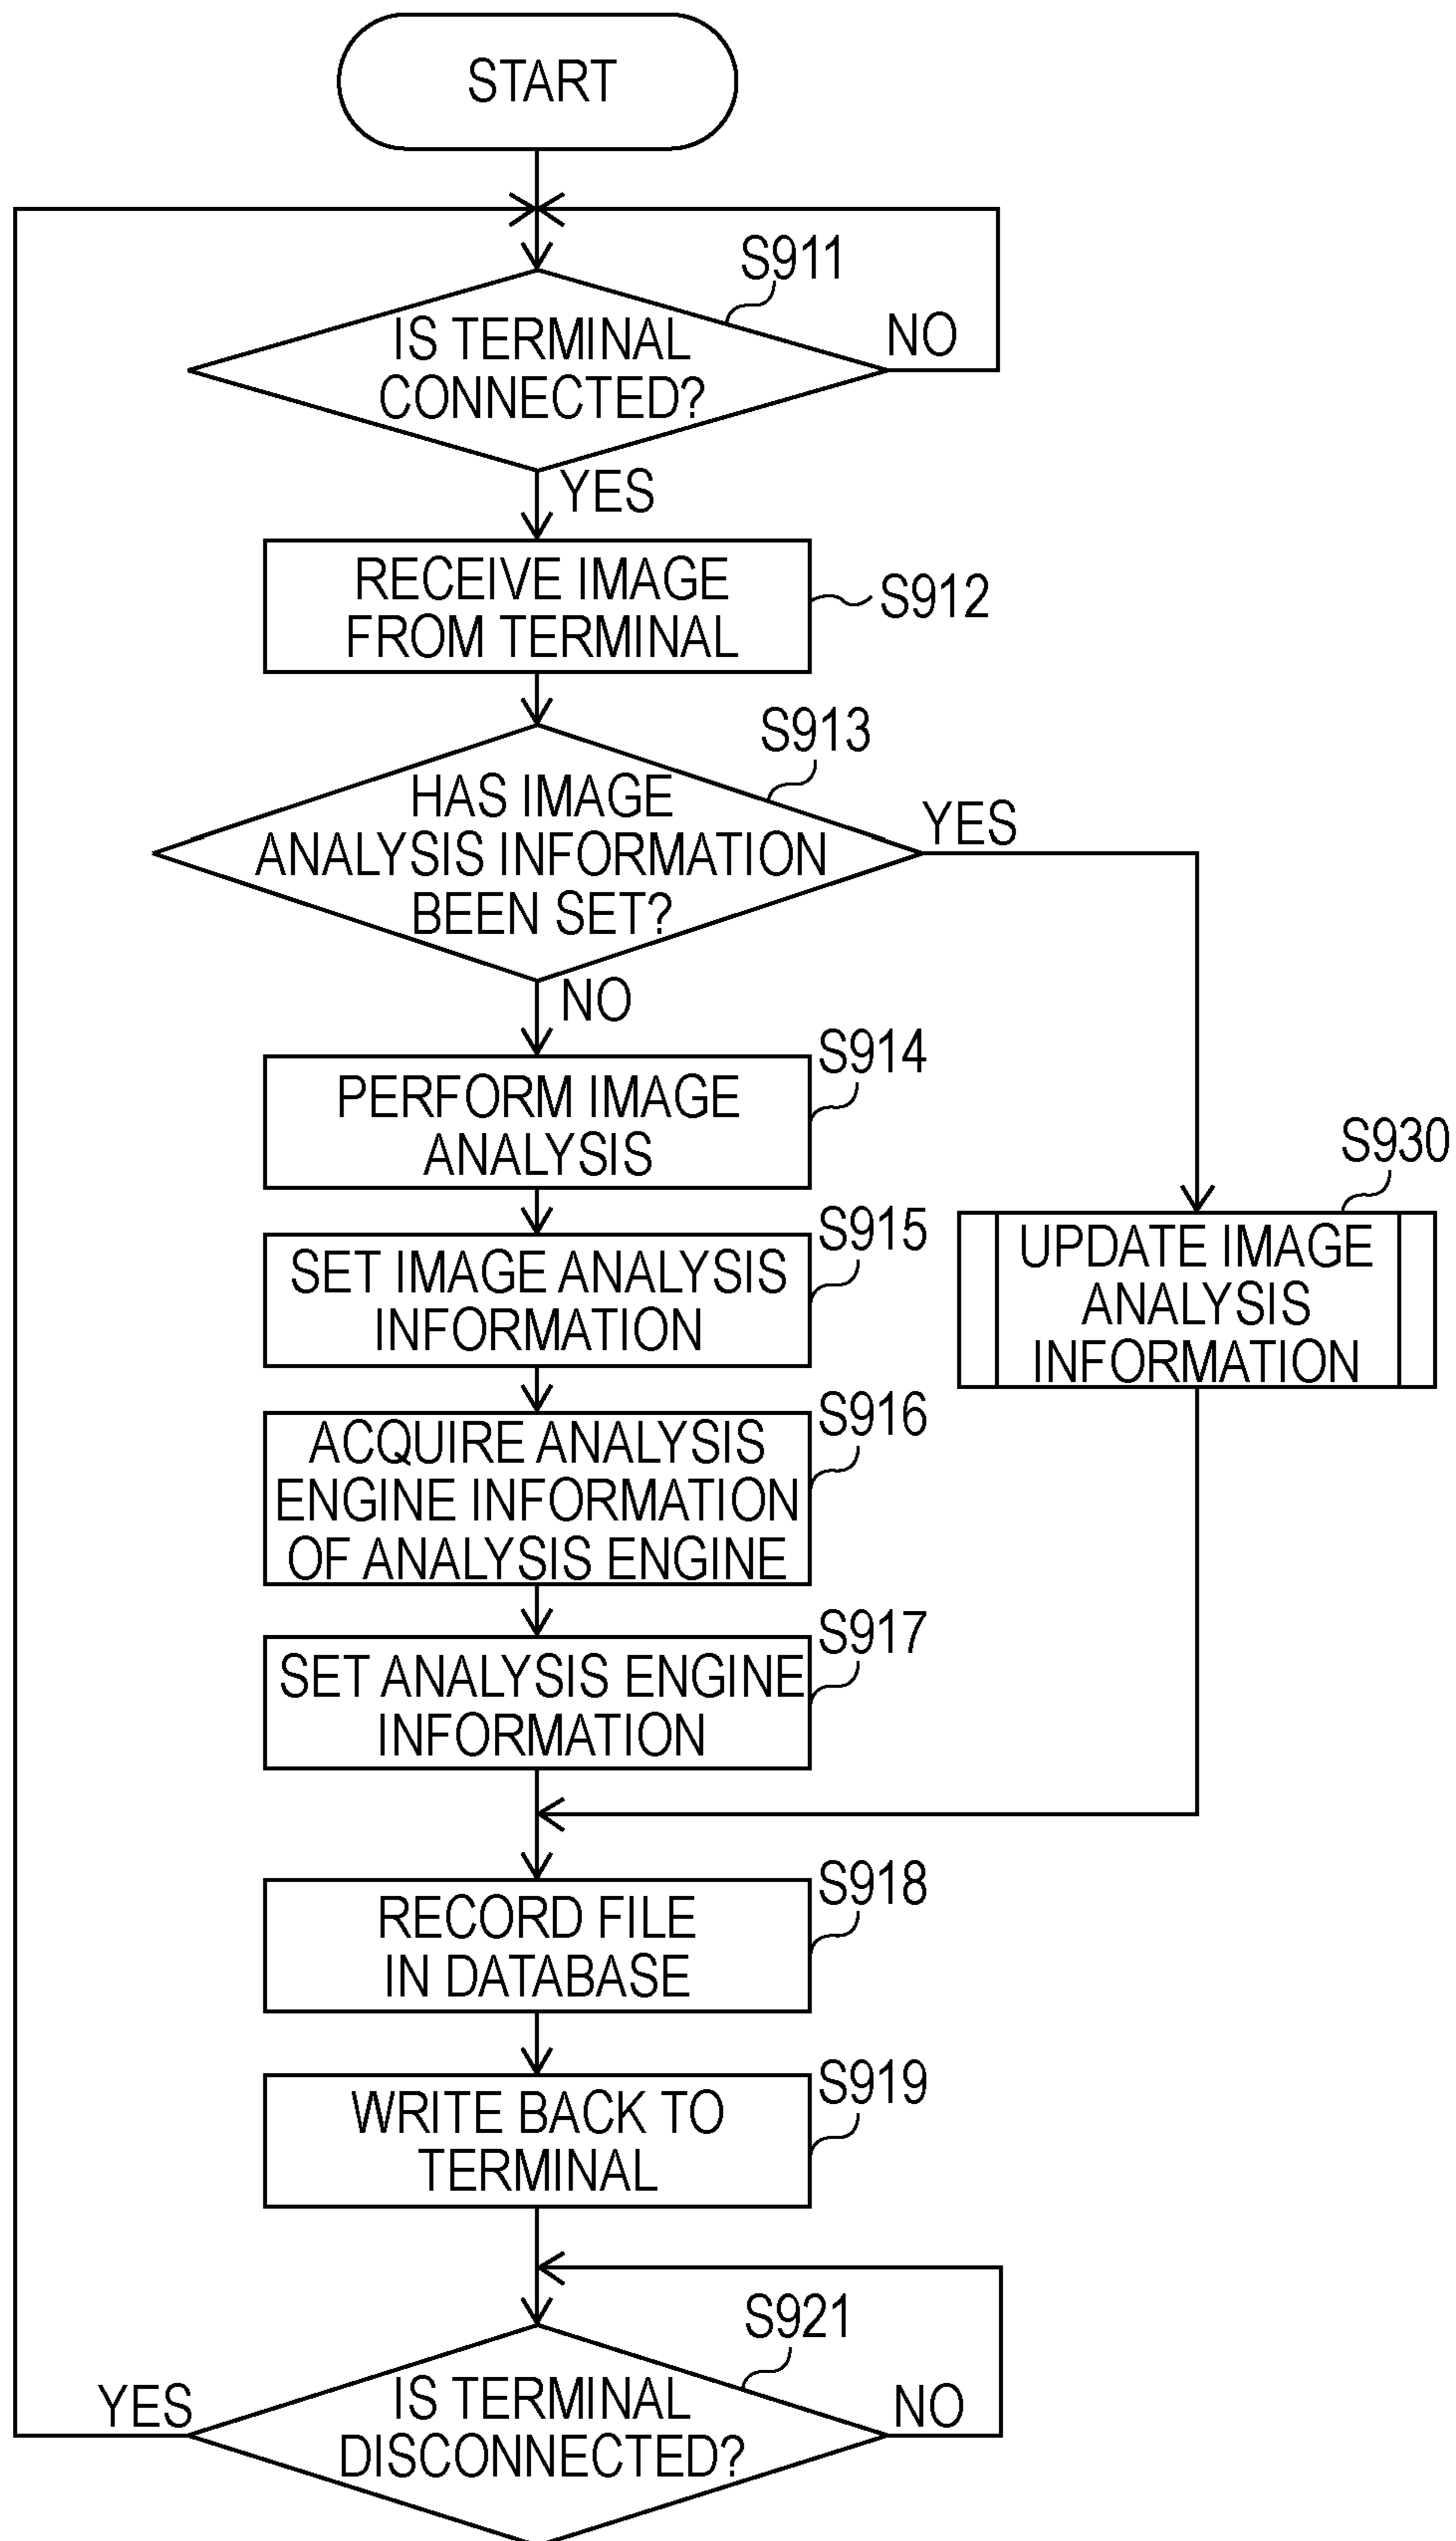 START
S911
IS TERMINAL
CONNECTED?
NO
YES
RECEIVE IMAGE
FROM TERMINAL
S912
S913
HAS IMAGE
ANALYSIS INFORMATION
BEEN SET?
YES
NO
S914
PERFORM IMAGE
ANALYSIS
S930
UPDATE IMAGE
ANALYSIS
INFORMATION
S915
SET IMAGE ANALYSIS
INFORMATION
S916
ACQUIRE ANALYSIS
ENGINE INFORMATION
OF ANALYSIS ENGINE
S917
SET ANALYSIS ENGINE
INFORMATION
S918
RECORD FILE
IN DATABASE
S919
WRITE BACK TO
TERMINAL
S921
YES
IS TERMINAL
DISCONNECTED?
NO